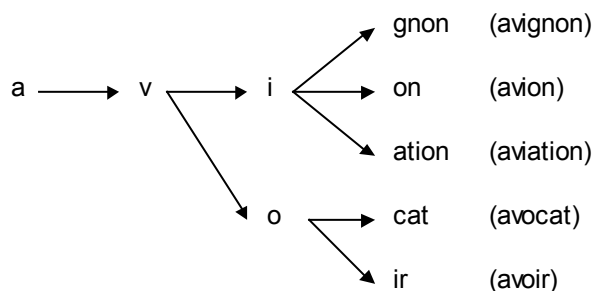 gnon (avignon)
a v i on (avion)
ation (aviation)
o cat (avocat)
ir (avoir)